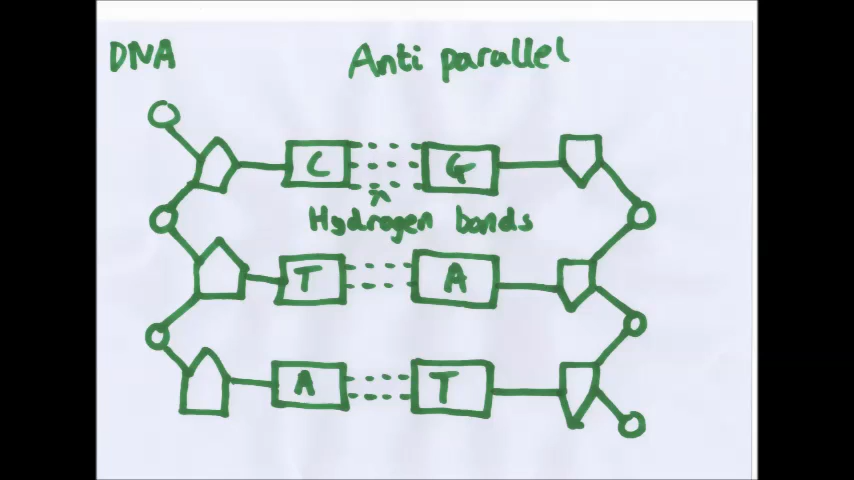 DNA
Anti parallel
C G
Hydrogen bonds
T A
A T